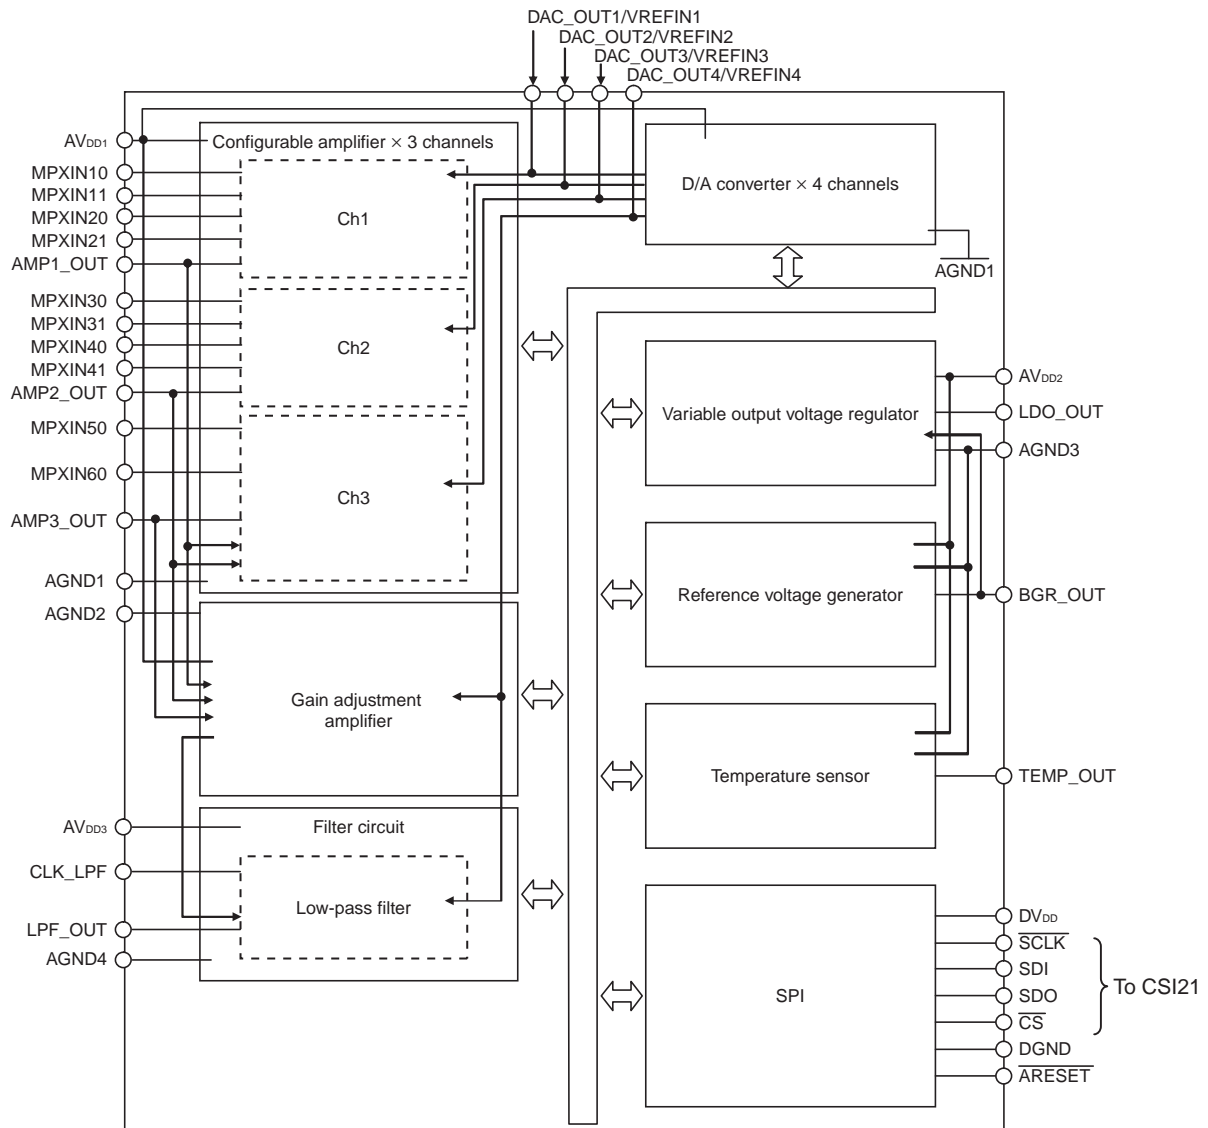 DAC_OUT1/VREFIN1
DAC_OUT2/VREFIN2
DAC_OUT3/VREFIN3
DAC_OUT4/VREFIN4
AVDD1
MPXIN10
MPXIN11
MPXIN20
MPXIN21
AMP1_OUT
MPXIN30
MPXIN31
MPXIN40
MPXIN41
AMP2_OUT
MPXIN50
MPXIN60
AMP3_OUT
AGND1
AGND2
AVDD3
CLK_LPF
LPF_OUT
AGND4
Configurable amplifier × 3 channels
Ch1
Ch2
Ch3
Gain adjustment
amplifier
Filter circuit
Low-pass filter
D/A converter × 4 channels
AGND1
Variable output voltage regulator
Reference voltage generator
Temperature sensor
SPI
AVDD2
LDO_OUT
AGND3
BGR_OUT
TEMP_OUT
DVDD
SCLK
SDI
SDO
CS
DGND
ARESET
To CSI21